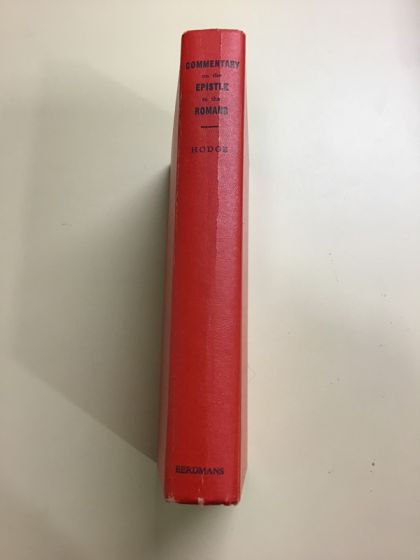 COMMENTARY
on the
EPISTLE
to the
ROMANS
HODGE
EERDMANS